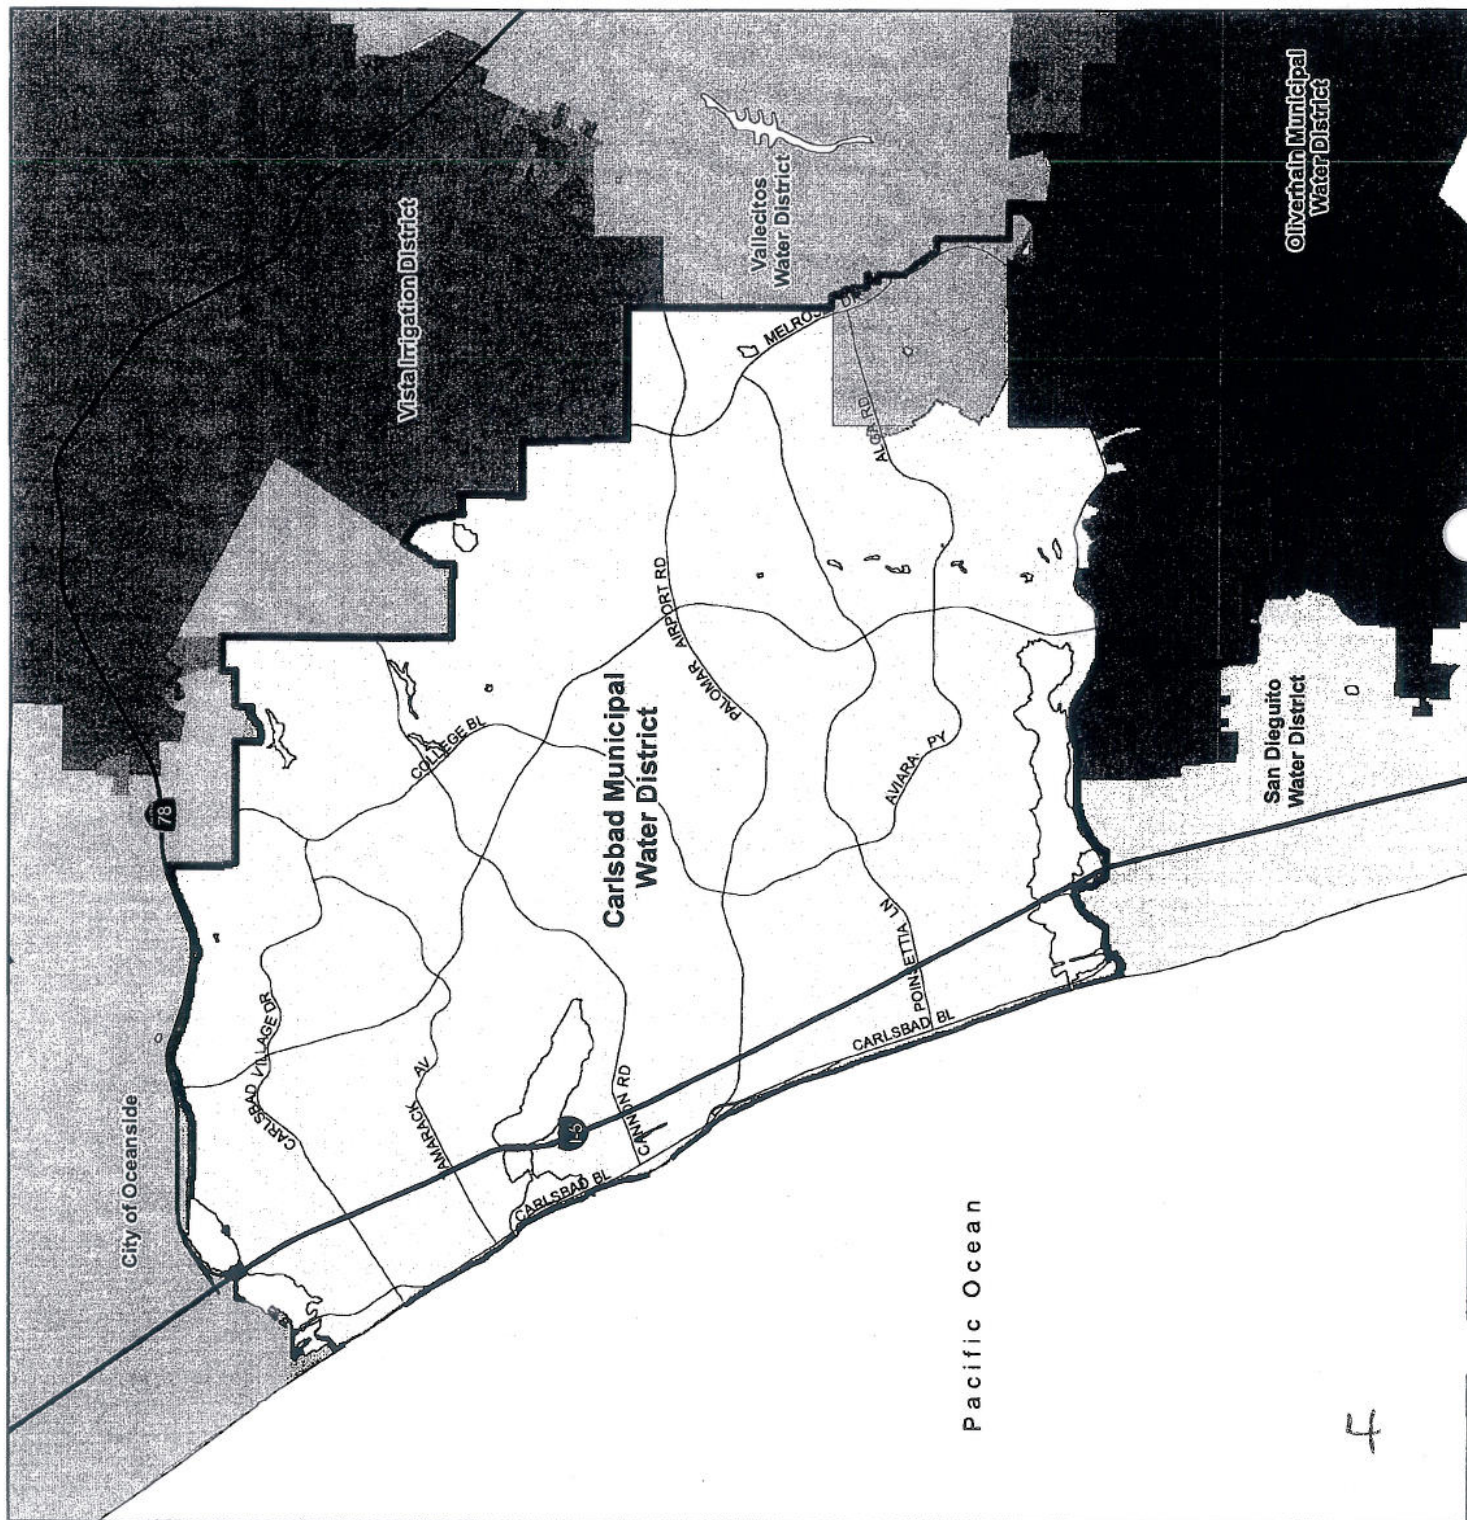 City of Oceanside
78
Vista Irrigation District
Vallecitos
Water District
Olivenhain Municipal
Water District
San Dieguito
Water District
Carlsbad Municipal
Water District
CARLSBAD VILLAGE DR
AMARACK AV
COLLEGE BL
I-5
CARLSBAD BL
CANNON RD
PALOMAR AIRPORT RD
MELROSE DR
ALGA RD
AVIARA PY
POINSETTIA LN
CARLSBAD BL
Pacific Ocean
4